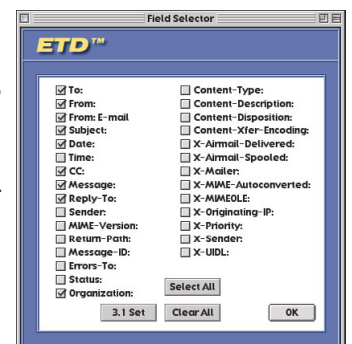 Field Selector
ETD™
To:
From:
From: E-mail
Subject:
Date:
Time:
CC:
Message:
Reply-To:
Sender:
MIME-Version:
Return-Path:
Message-ID:
Errors-To:
Status:
Organization:
Content-Type:
Content-Description:
Content-Disposition:
Content-Xfer-Encoding:
X-Airmail-Delivered:
X-Airmail-Spooled:
X-Mailer:
X-MIME-Autoconverted:
X-MIMEOLE:
X-Originating-IP:
X-Priority:
X-Sender:
X-UIDL:
Select All
3.1 Set
Clear All
OK